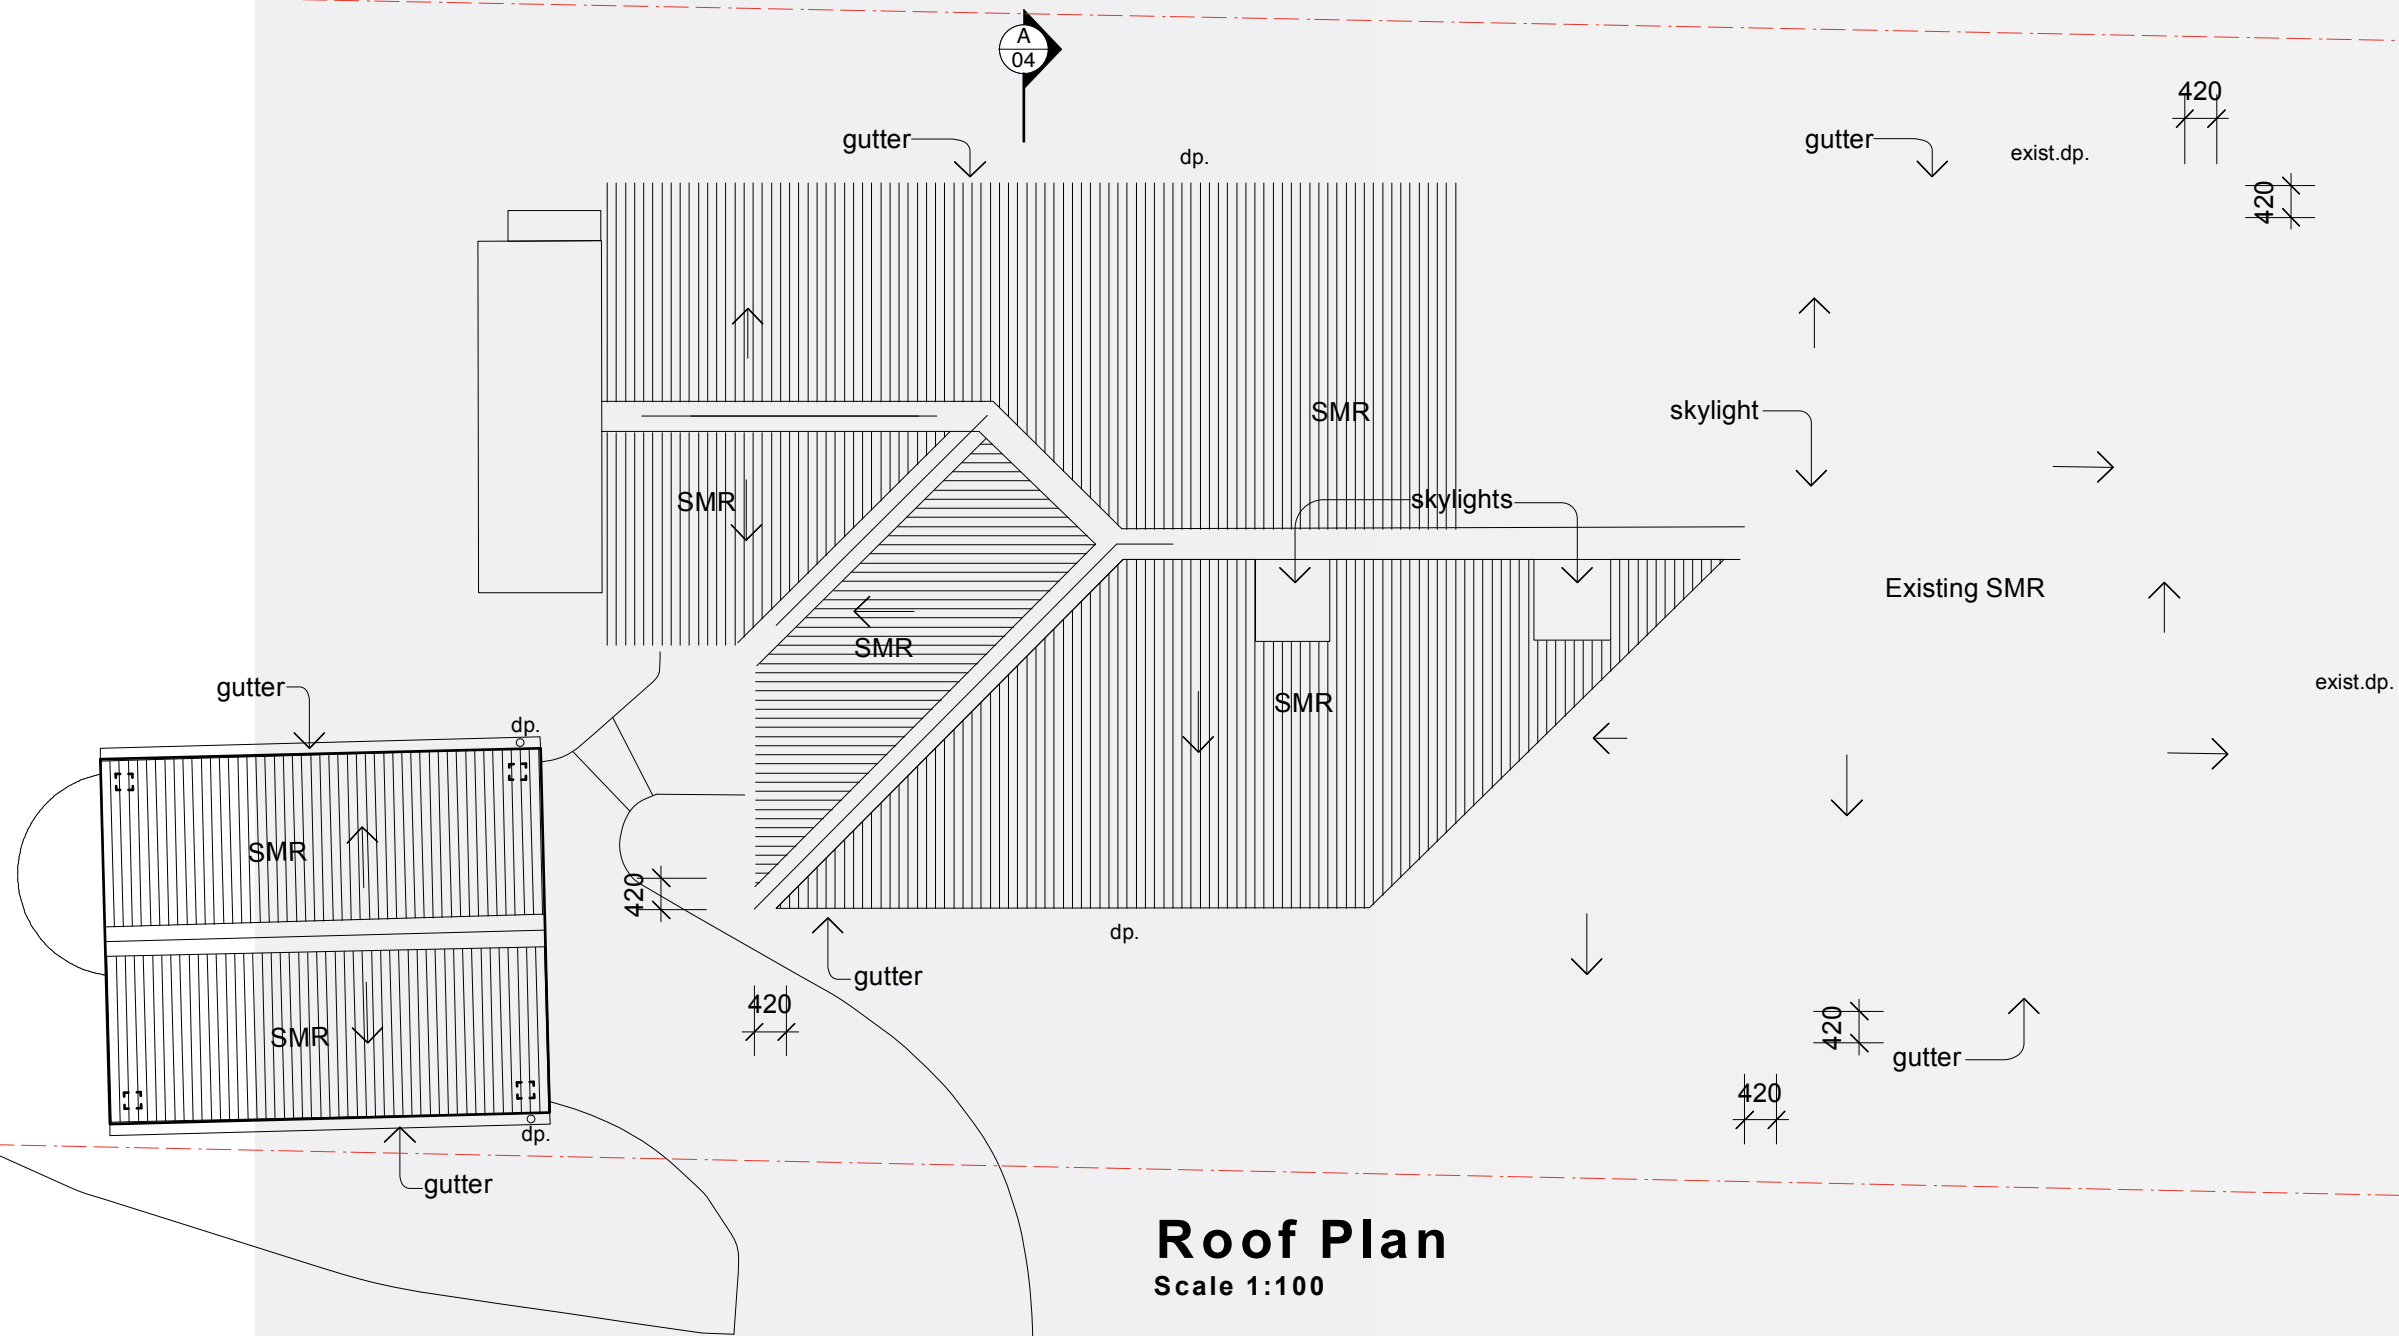 A
04
420
gutter
dp.
gutter
exist.dp.
420
SMR
skylight
SMR
skylights
Existing SMR
SMR
gutter
dp.
SMR
exist.dp.
SMR
420
dp.
gutter
420
SMR
420
gutter
420
dp.
gutter
Roof Plan
Scale 1:100